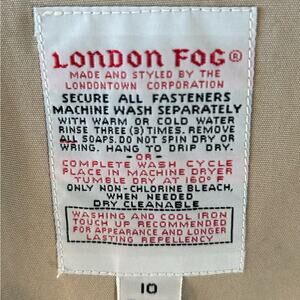 LONDON FOG®
MADE AND STYLED BY THE
LONDONTOWN CORPORATION
SECURE ALL FASTENERS
MACHINE WASH SEPARATELY
WITH WARM OR COLD WATER
RINSE THREE (3) TIMES. REMOVE
ALL SOAPS. DO NOT SPIN DRY OR
WRING. HANG TO DRIP DRY.
-OR-
COMPLETE WASH CYCLE
PLACE IN MACHINE DRYER
TUMBLE DRY AT 160°
ONLY NON-CHLORINE BLEACH,
WHEN NEEDED
DRY CLEANABLE
WASHING AND COOL IRON
TOUCH UP RECOMMENDED
FOR APPEARANCE AND LONGER
LASTING REPELLENCY
10